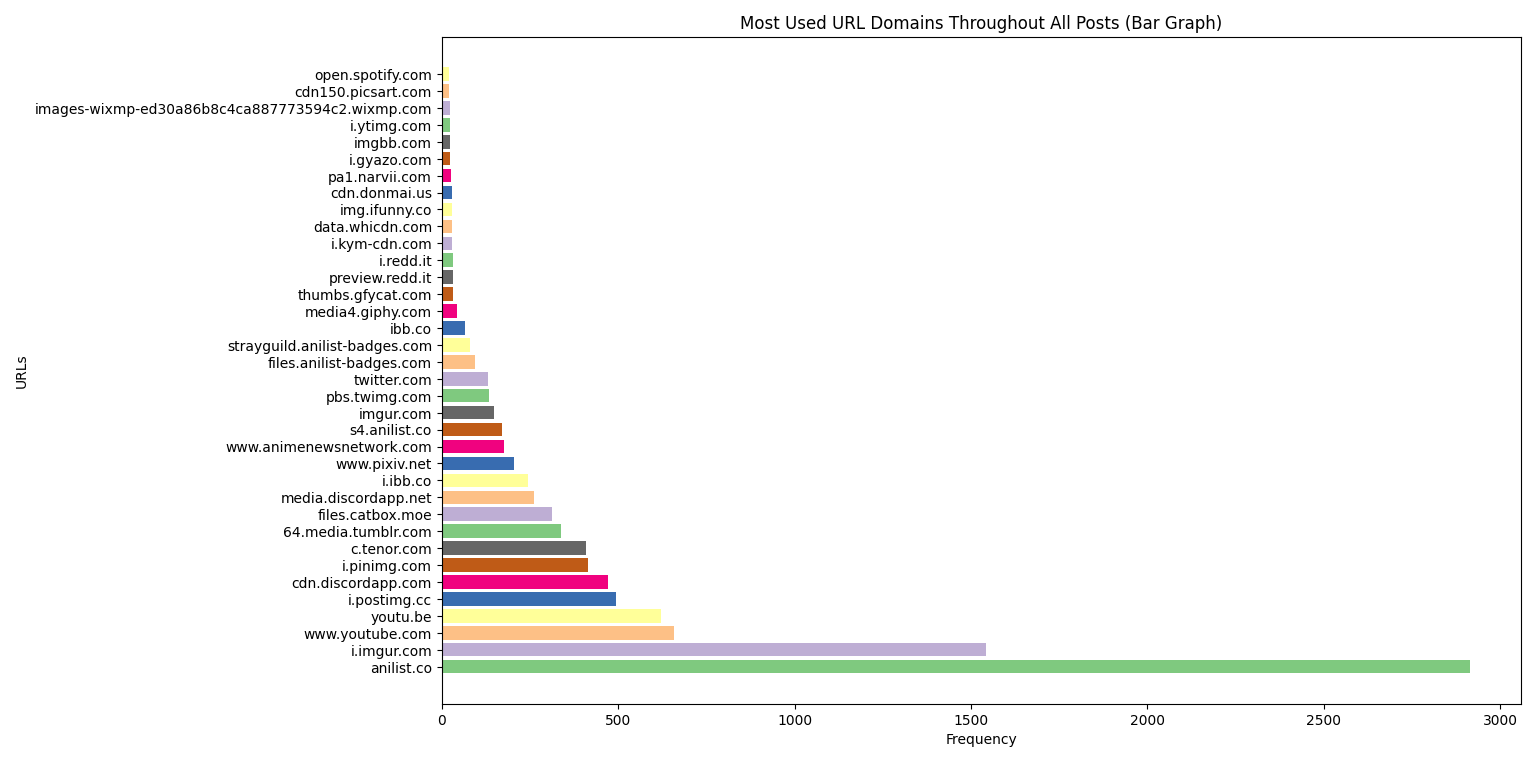 Most Used URL Domains Throughout All Posts (Bar Graph)
open.spotify.com
cdn150.picsart.com
images-wixmp-ed30a86b8c4ca887773594c2.wixmp.com
i.ytimg.com
imgbb.com
i.gyazo.com
pa1.narvii.com
cdn.donmai.us
img.ifunny.co
data.whicdn.com
i.kym-cdn.com
i.redd.it
preview.redd.it
thumbs.gfycat.com
media4.giphy.com
ibb.co
strayguild.anilist-badges.com
files.anilist-badges.com
twitter.com
pbs.twimg.com
imgur.com
s4.anilist.co
www.animenewsnetwork.com
www.pixiv.net
i.ibb.co
media.discordapp.net
files.catbox.moe
64.media.tumblr.com
c.tenor.com
i.pinimg.com
cdn.discordapp.com
i.postimg.cc
youtu.be
www.youtube.com
i.imgur.com
anilist.co
URLs
0 500 1000 1500 2000 2500 3000
Frequency